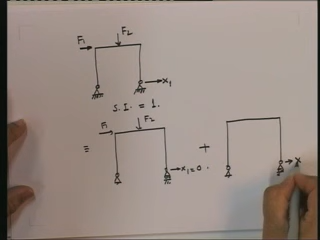 F₁ F₂
x₁
S.I. = 1.
≡ F₁ F₂ x₁=0. + x